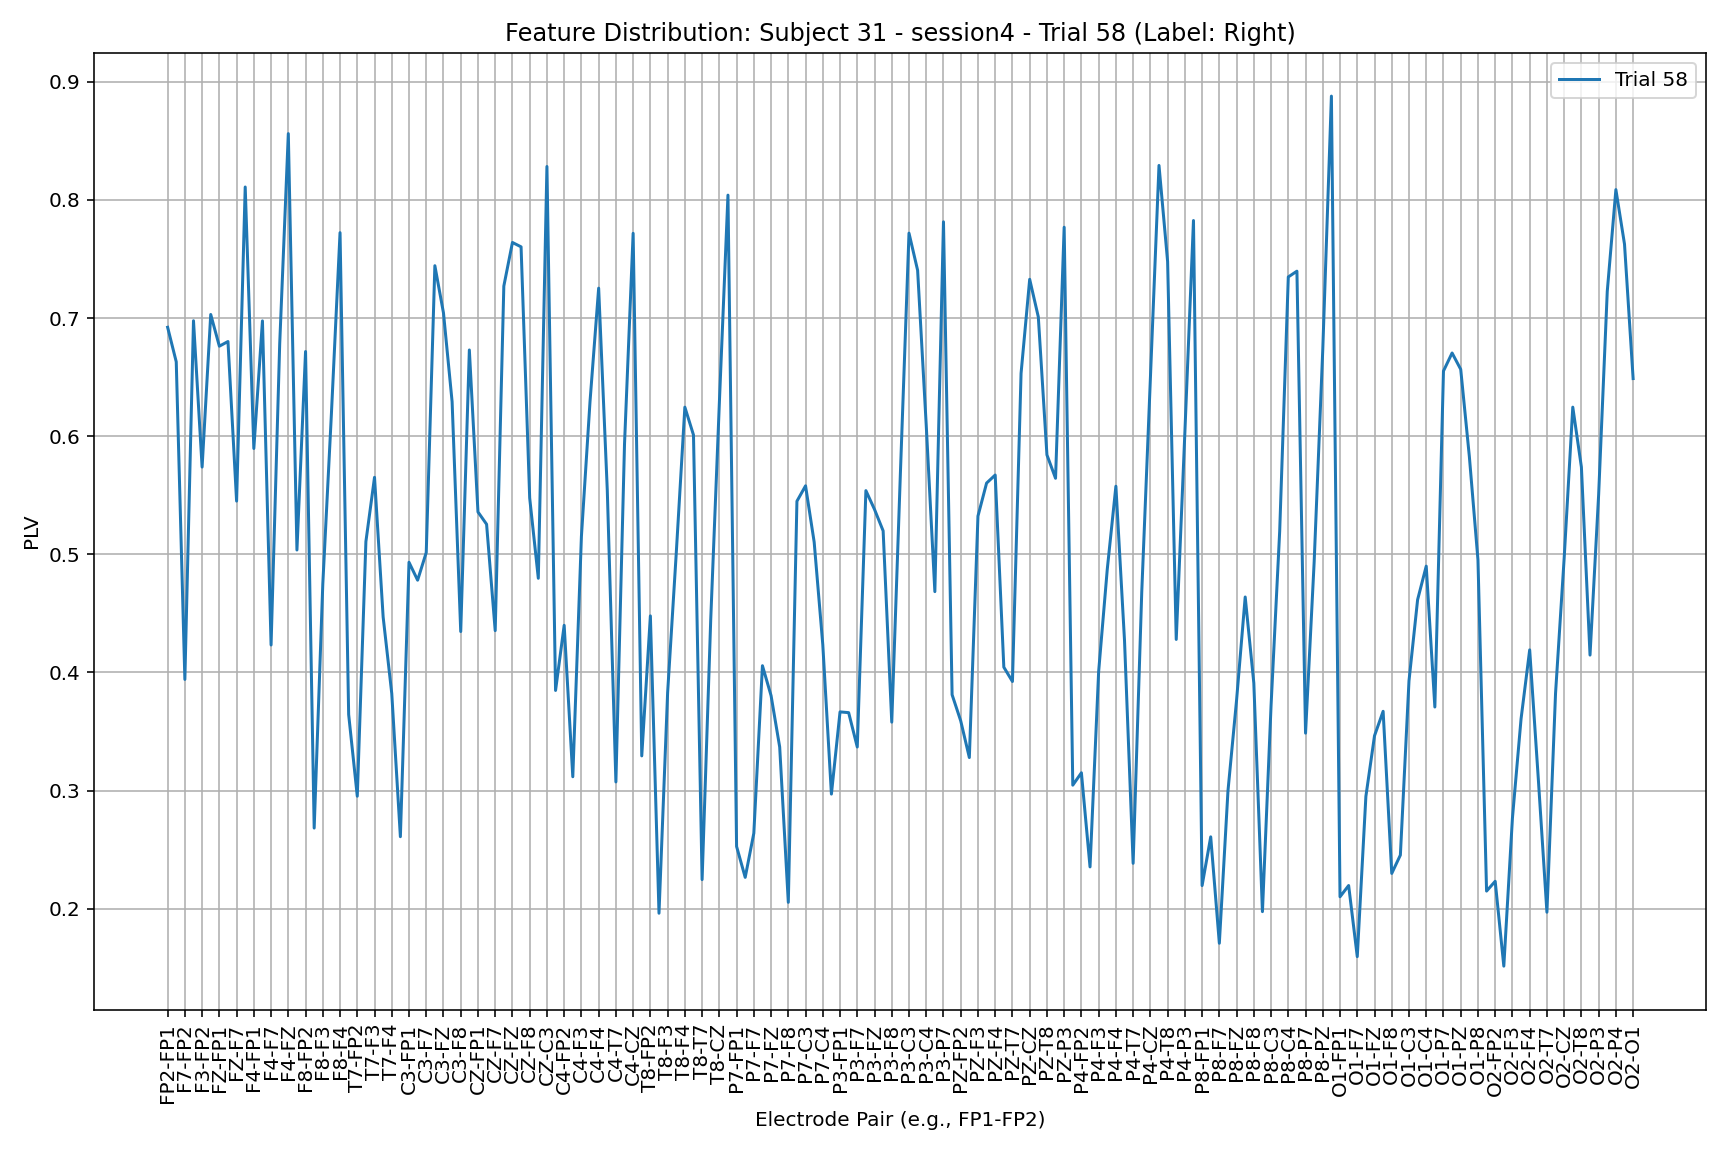 Feature Distribution: Subject 31 - session4 - Trial 58 (Label: Right)
Trial 58
PLV
0.9
0.8
0.7
0.6
0.5
0.4
0.3
0.2
FP2-FP1
F7-FP2
F3-FP2
FZ-FP1
FZ-F7
F4-FP1
F4-F7
F4-FZ
F8-FP2
F8-F3
F8-F4
T7-FP2
T7-F3
T7-F4
C3-FP1
C3-F7
C3-FZ
C3-F8
CZ-FP1
CZ-F7
CZ-FZ
CZ-F8
CZ-C3
C4-FP2
C4-F3
C4-F4
C4-T7
C4-CZ
T8-FP2
T8-F3
T8-F4
T8-T7
T8-CZ
P7-FP1
P7-F7
P7-FZ
P7-F8
P7-C3
P7-C4
P3-FP1
P3-F7
P3-FZ
P3-F8
P3-C3
P3-C4
P3-P7
PZ-FP2
PZ-F3
PZ-F4
PZ-T7
PZ-CZ
PZ-T8
PZ-P3
P4-FP2
P4-F3
P4-F4
P4-T7
P4-CZ
P4-T8
P4-P3
P8-FP1
P8-F7
P8-FZ
P8-F8
P8-C3
P8-C4
P8-P7
P8-PZ
O1-FP1
O1-F7
O1-FZ
O1-F8
O1-C3
O1-C4
O1-P7
O1-PZ
O1-P8
O2-FP2
O2-F3
O2-F4
O2-T7
O2-CZ
O2-T8
O2-P3
O2-P4
O2-O1
Electrode Pair (e.g., FP1-FP2)